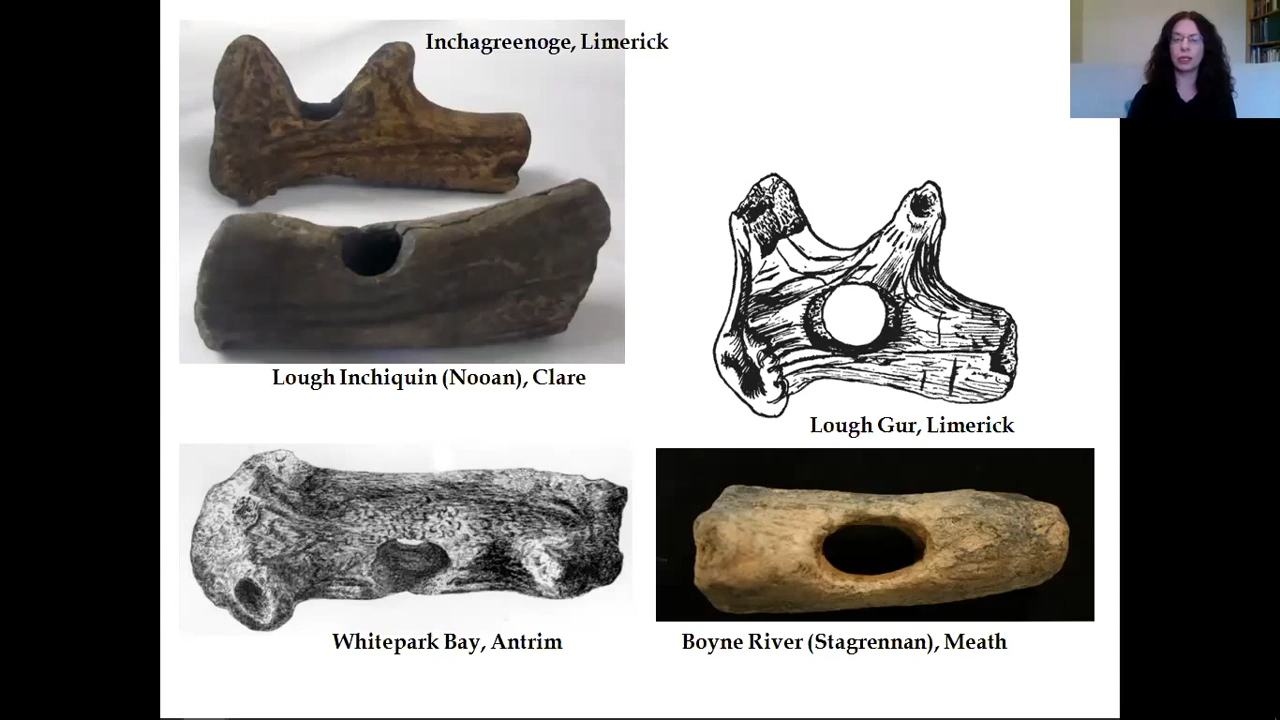 Inchagreenoge, Limerick
Lough Inchiquin (Nooan), Clare
Lough Gur, Limerick
Whitepark Bay, Antrim
Boyne River (Stagrennan), Meath